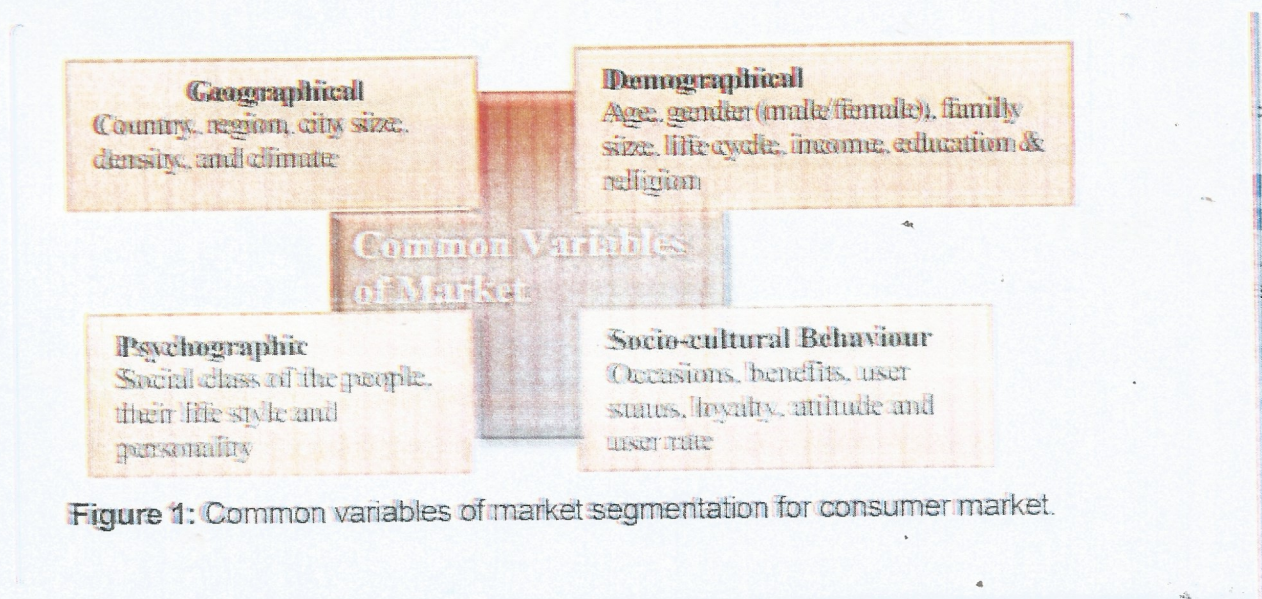 Geographical
Country, region, city size,
density, and climate
Demographical
Age, gender (male/female), family
size, life cycle, income, education &
religion
Common Variables
of Market
Psychographic
Social class of the people,
their life style and
personality
Socio-cultural Behaviour
Occasions, benefits, user
status, loyalty, attitude and
user rate
Figure 1: Common variables of market segmentation for consumer market.